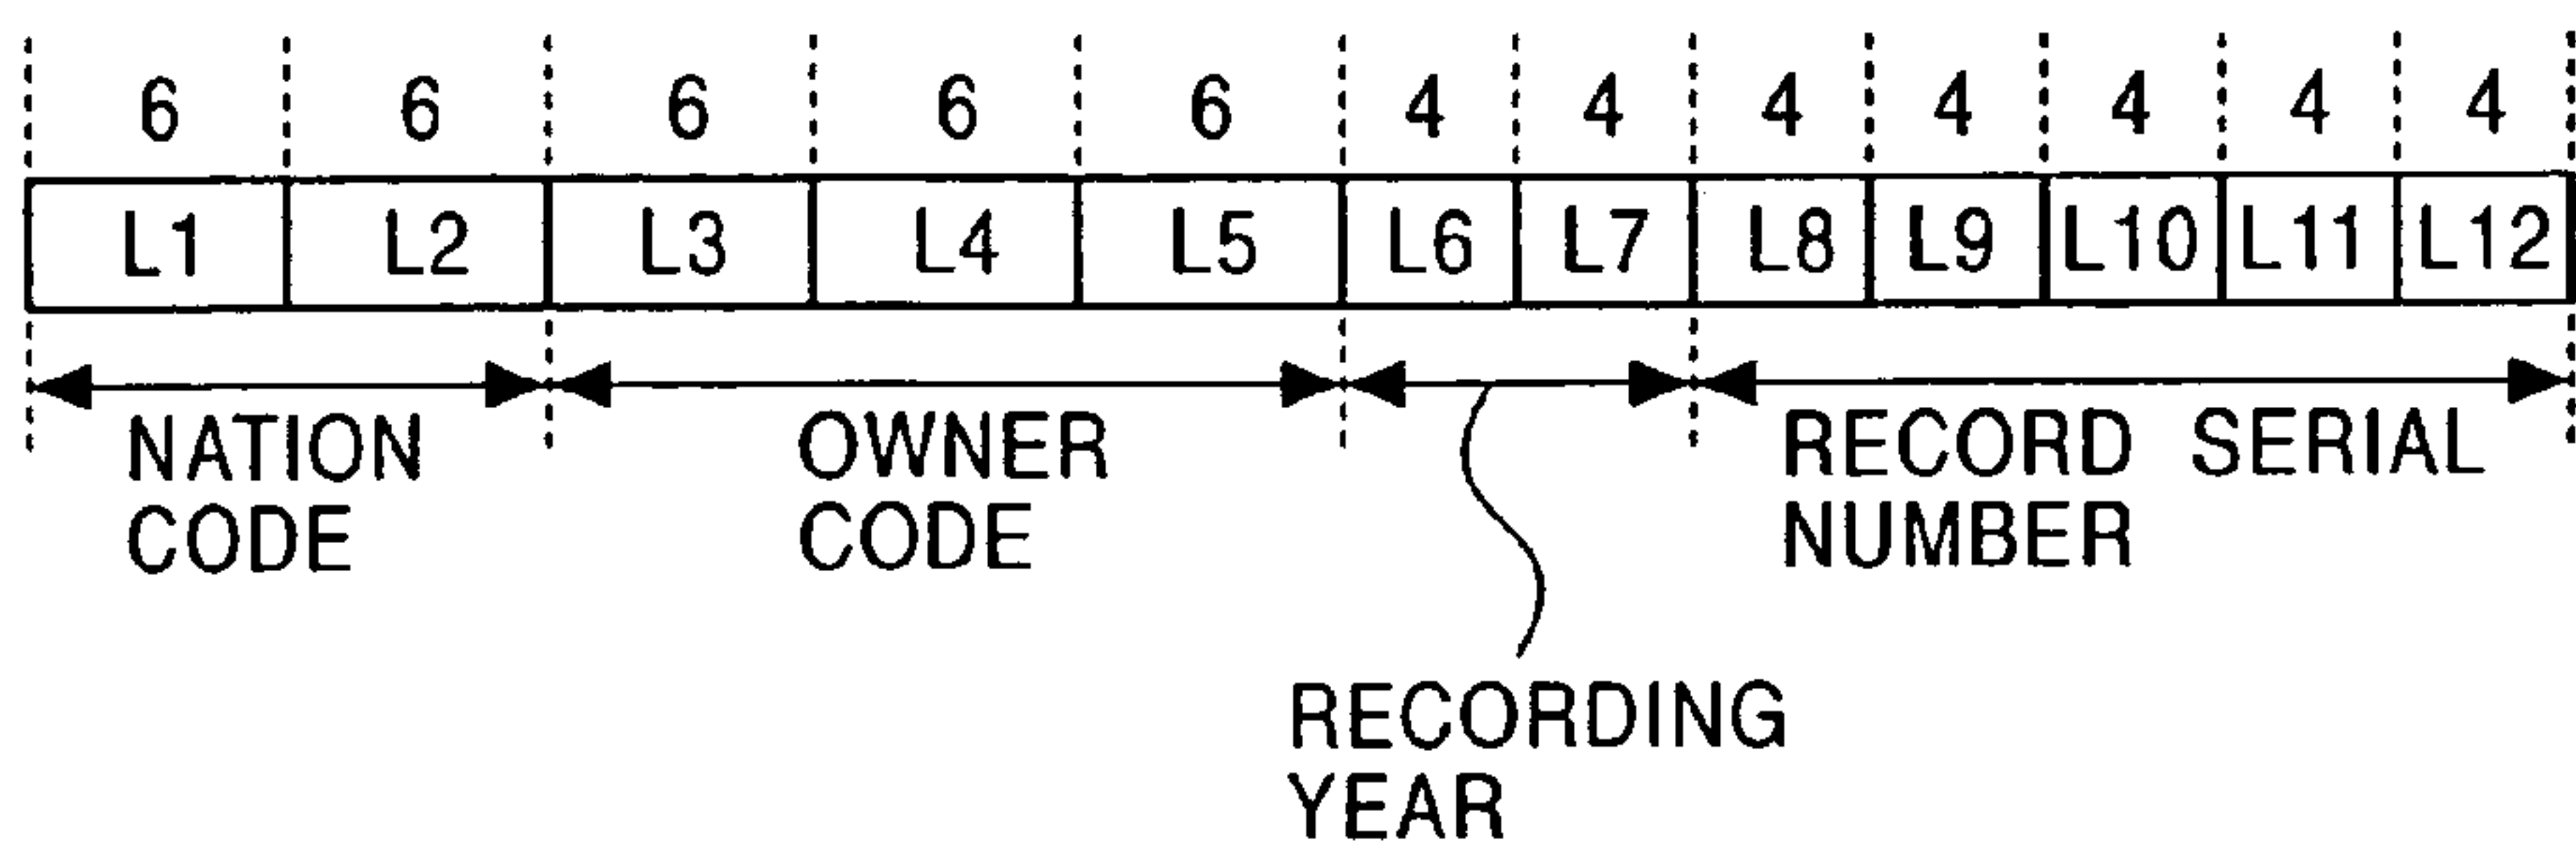 6 6 6 6 6 4 4 4 4 4 4 4
L1 L2 L3 L4 L5 L6 L7 L8 L9 L10 L11 L12
NATION
CODE
OWNER
CODE
RECORD SERIAL
NUMBER
RECORDING
YEAR